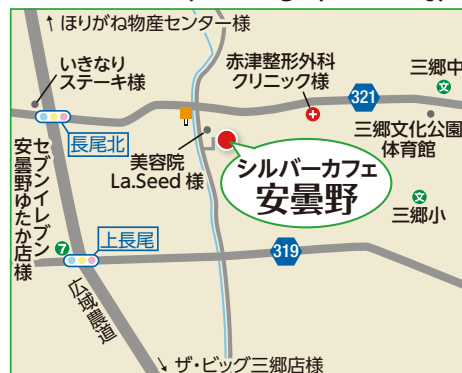 ↑ ほりがね物産センター様
いきなり
ステーキ様
赤津整形外科
クリニック様
三郷中
文
321
長尾北
三郷文化公園
体育館
美容院
La.Seed 様
シルバーカフェ
安曇野
セブンイレブン
安曇野ゆたか店様
文
三郷小
7
上長尾
319
広域農道
↓ ザ・ビッグ三郷店様